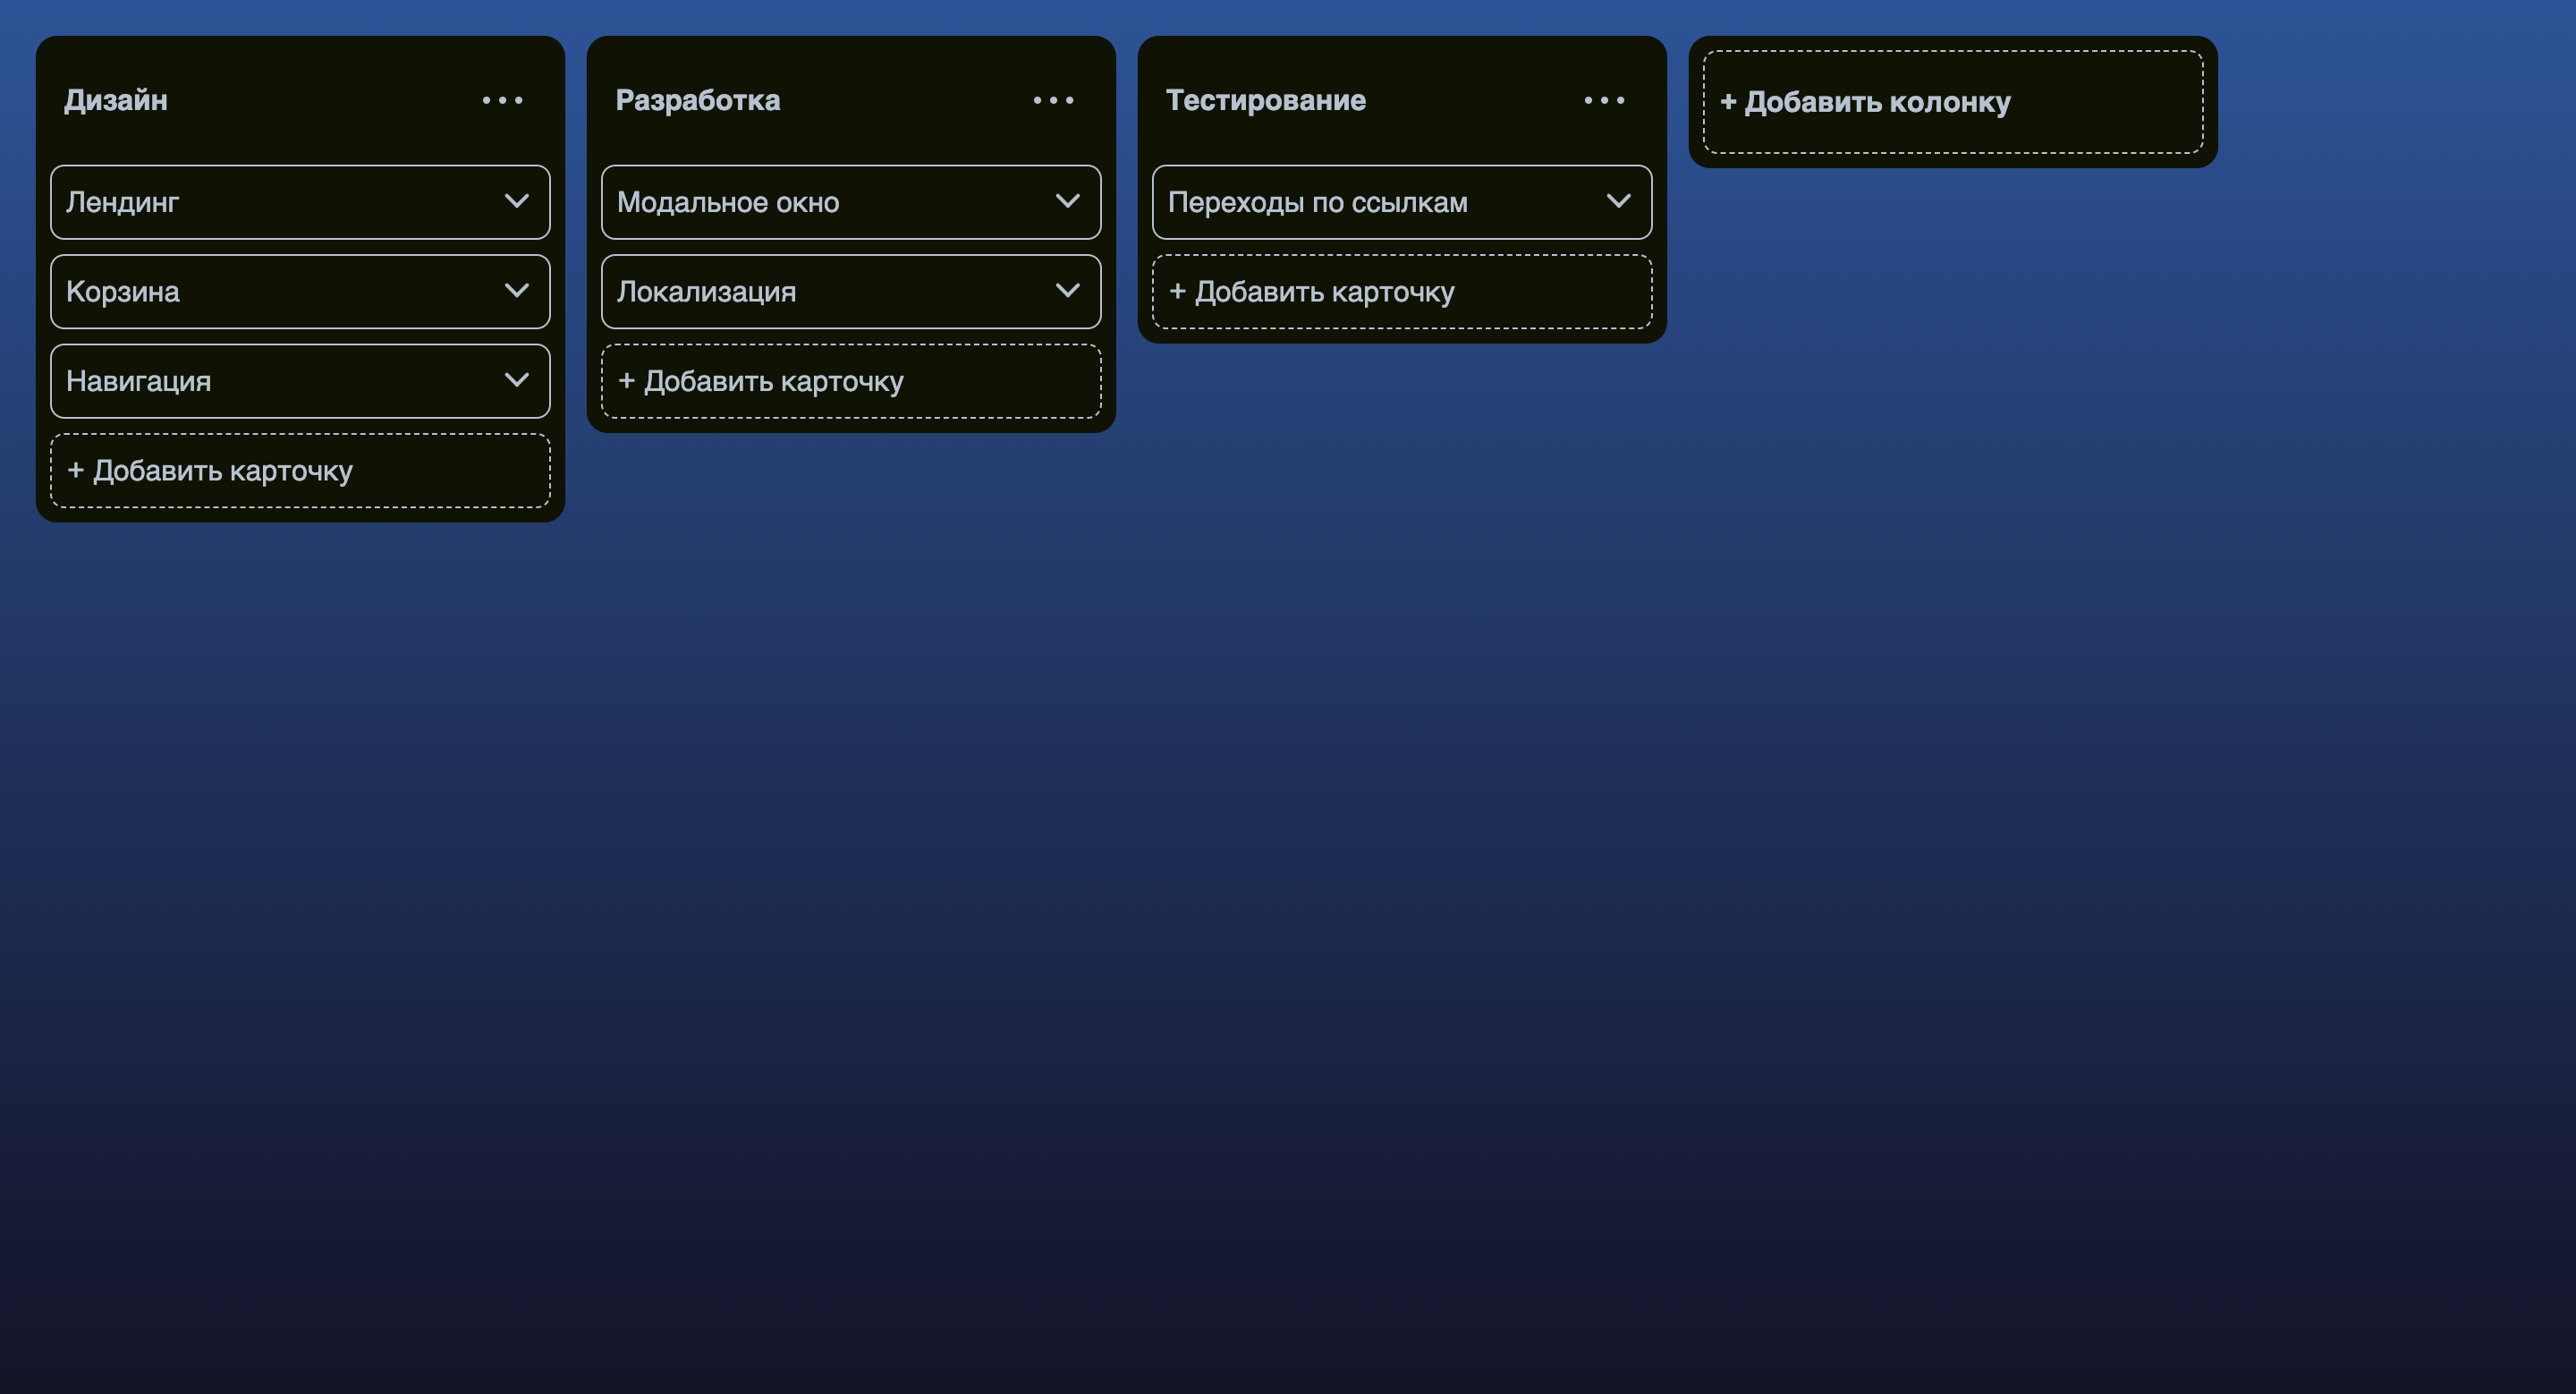 Дизайн
Лендинг
Корзина
Навигация
+ Добавить карточку
Разработка
Модальное окно
Локализация
+ Добавить карточку
Тестирование
Переходы по ссылкам
+ Добавить карточку
+ Добавить колонку